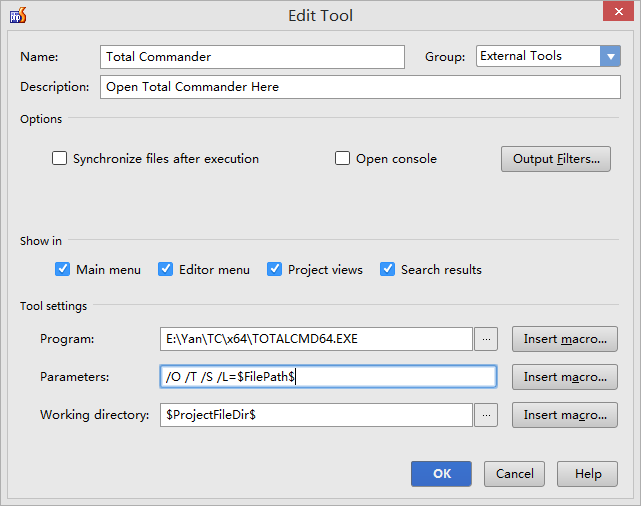 Edit Tool
Name: Total Commander Group: External Tools
Description: Open Total Commander Here
Options
Synchronize files after execution Open console Output Filters...
Show in
Main menu Editor menu Project views Search results
Tool settings
Program: E:\Yan\TC\x64\TOTALCMD64.EXE ... Insert macro...
Parameters: /O /T /S /L=$FilePath$ Insert macro...
Working directory: $ProjectFileDir$ ... Insert macro...
OK Cancel Help